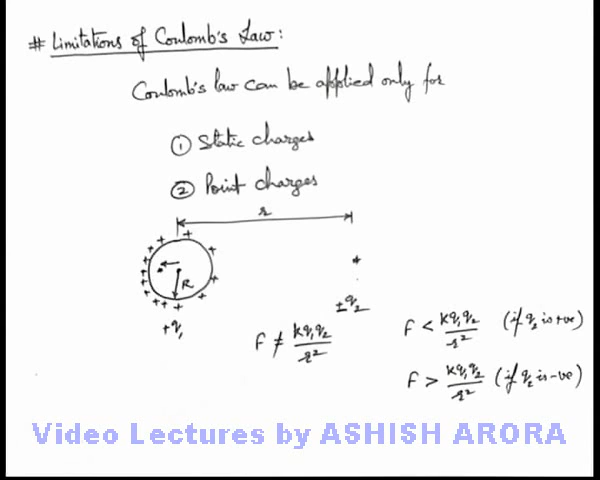 # Limitations of Coulomb's Law:
Coulomb's law can be applied only for
① Static charges
② Point charges
r
R
+q₁
±q₂
F ≠ kq₁q₂/r²
F < kq₁q₂/r² (if q₂ is +ve)
F > kq₁q₂/r² (if q₂ is -ve)
Video Lectures by ASHISH ARORA